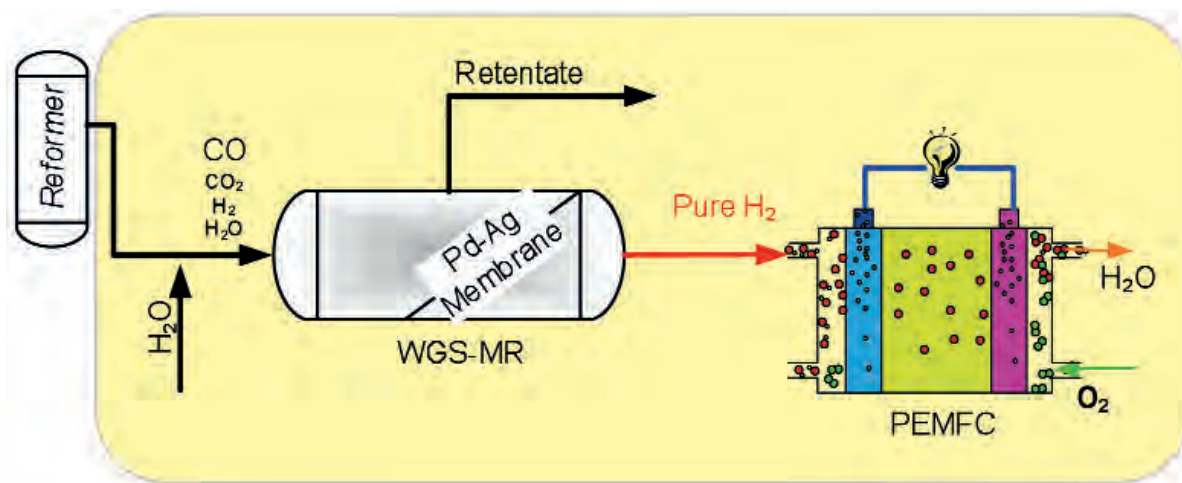 Reformer
Retentate
CO
CO₂
H₂
H₂O
H₂O
Pd-Ag
Membrane
WGS-MR
Pure H₂
H₂O
O₂
PEMFC